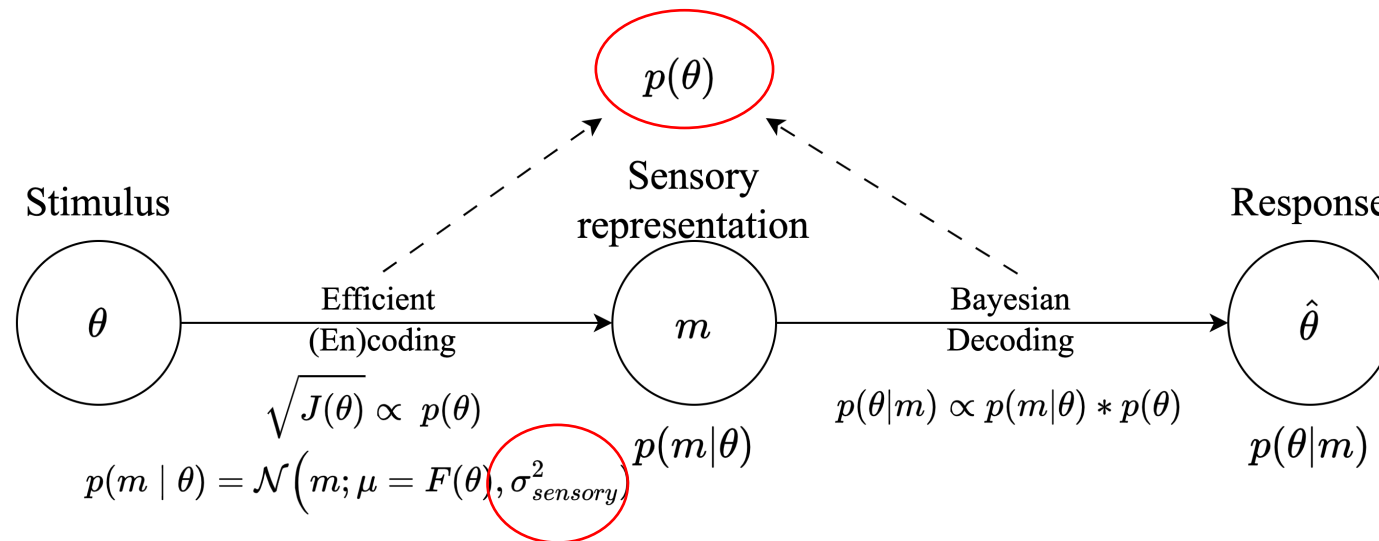 p(θ)
Sensory
representation
Stimulus
Response
θ
Efficient
(En)coding
m
Bayesian
Decoding
θ̂
√J(θ) ∝ p(θ)
p(θ|m) ∝ p(m|θ) * p(θ)
p(m|θ)
p(θ|m)
p(m | θ) = 𝒩(m; μ = F(θ), σ²sensory)